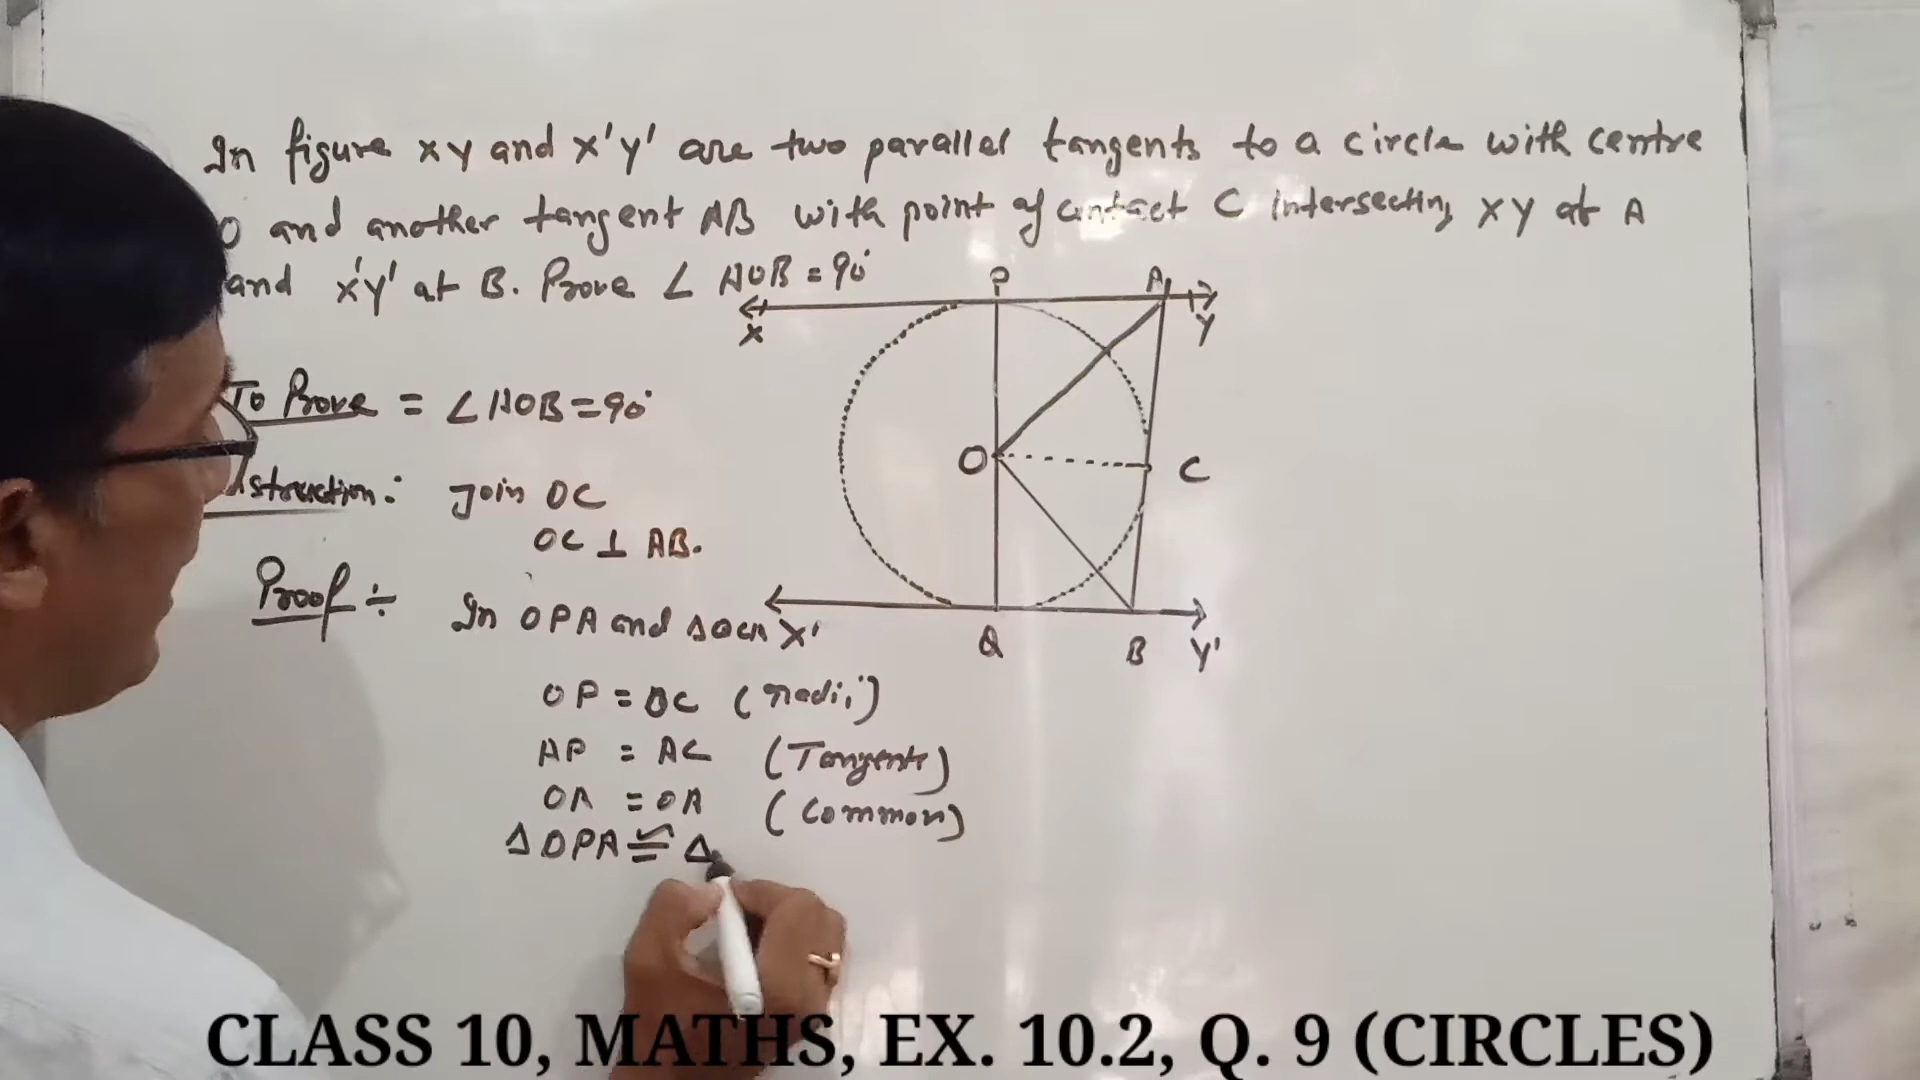 In figure XY and X'Y' are two parallel tangents to a circle with centre
O and another tangent AB with point of contact C intersecting XY at A
and X'Y' at B. Prove ∠ AOB = 90°
P
A
X
Y
To Prove = ∠AOB = 90°
O
C
struction: Join OC
OC ⊥ AB.
Proof ÷ In OPA and ΔOCA
X'
Q
B
Y'
OP = OC (radii)
AP = AC (Tangents)
OA = OA (Common)
ΔOPA ≅ Δ
CLASS 10, MATHS, EX. 10.2, Q. 9 (CIRCLES)